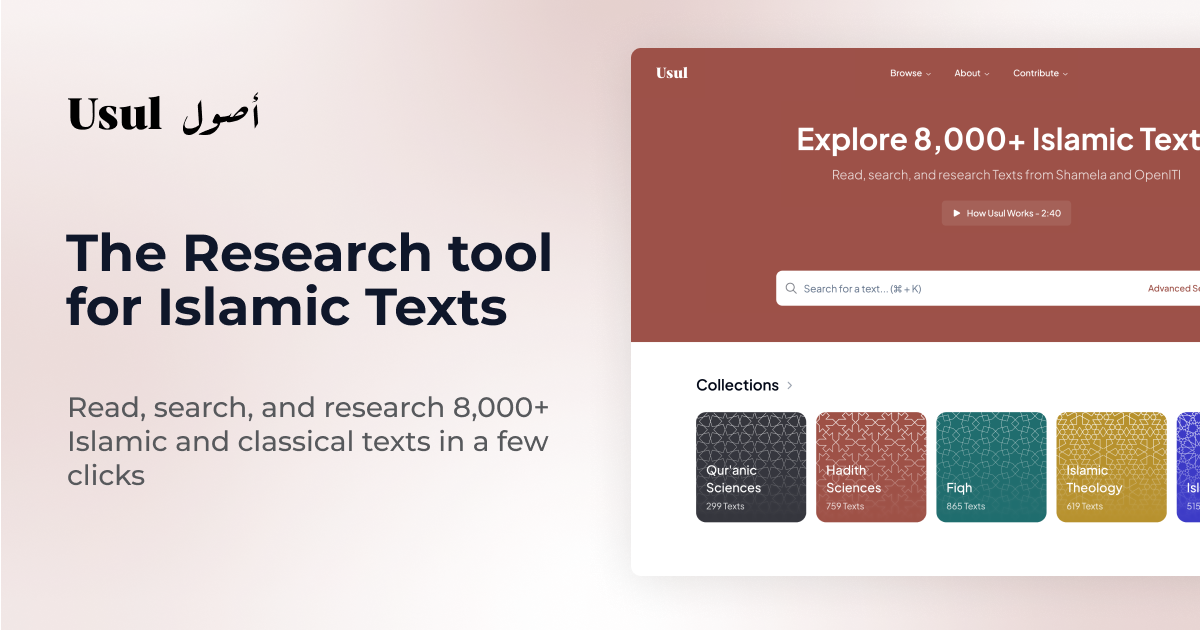 Usul أصول
The Research tool
for Islamic Texts
Read, search, and research 8,000+
Islamic and classical texts in a few
clicks
Usul
Browse
About
Contribute
Explore 8,000+ Islamic Text
Read, search, and research Texts from Shamela and OpenITI
How Usul Works - 2:40
Search for a text... (⌘ + K)
Advanced Se
Collections
Qur'anic
Sciences
299 Texts
Hadith
Sciences
759 Texts
Fiqh
865 Texts
Islamic
Theology
619 Texts
Isl
515